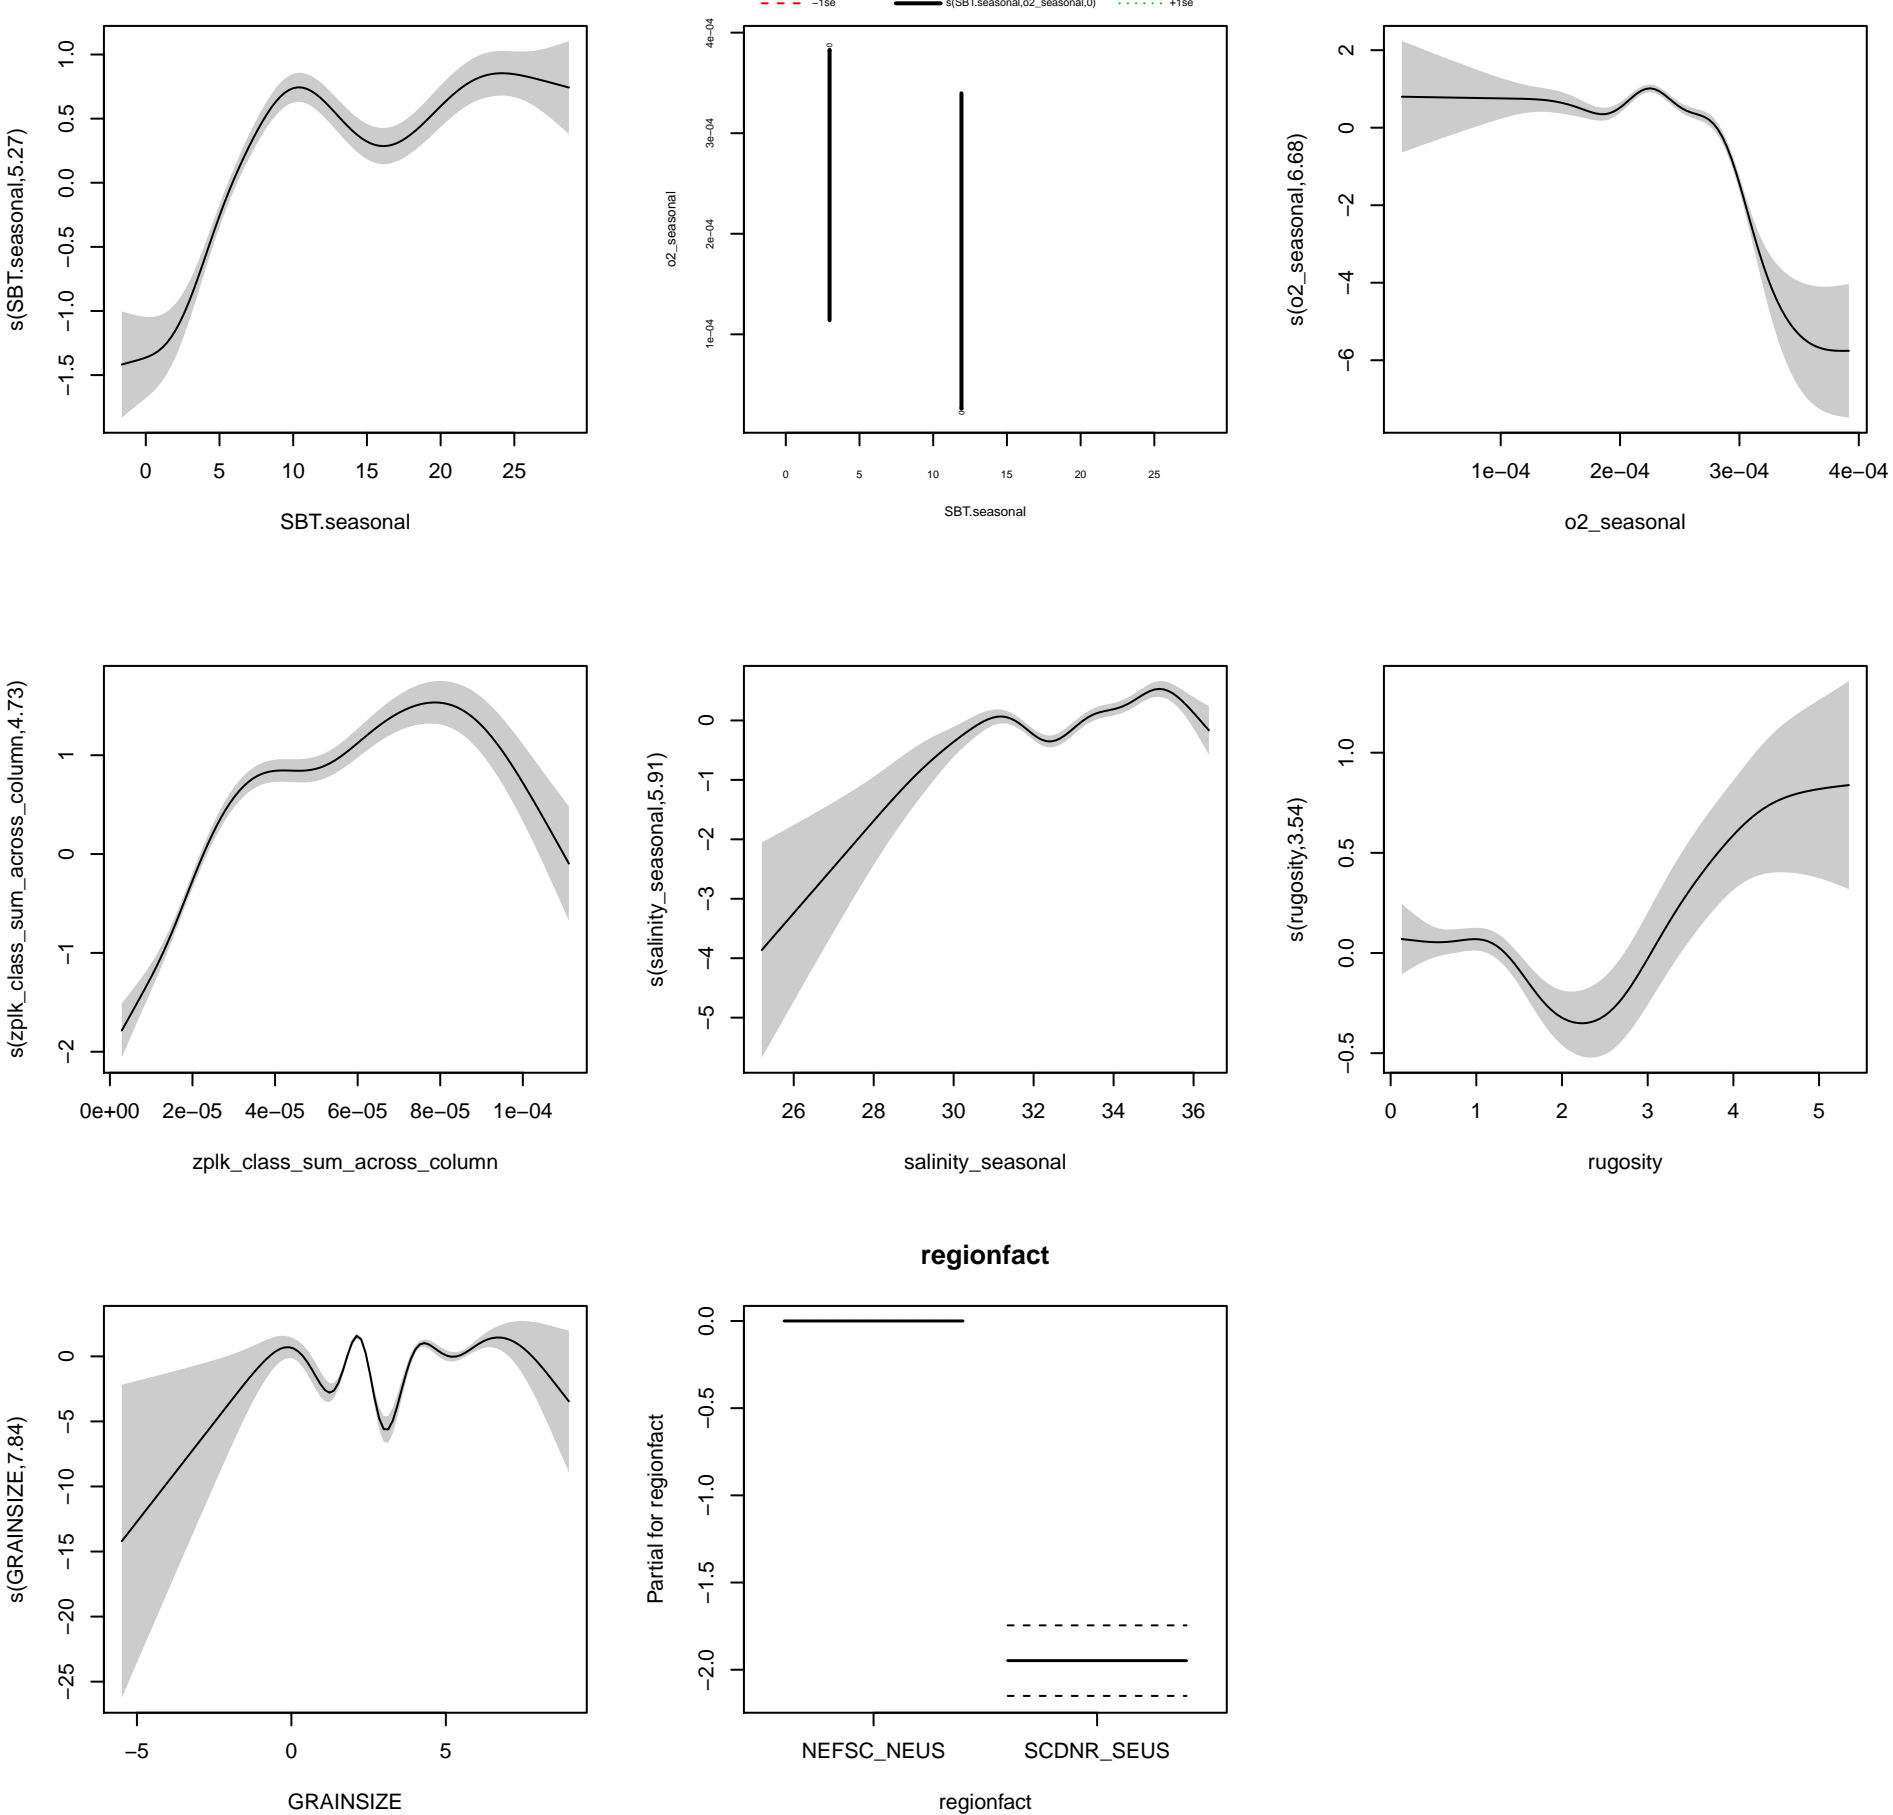 s(SBT.seasonal,5.27)
1.0
0.5
0.0
−0.5
−1.0
−1.5
0 5 10 15 20 25
SBT.seasonal
−1se s(SBT.seasonal,o2_seasonal,0) +1se
o2_seasonal
4e−04
3e−04
2e−04
1e−04
0
0
0 5 10 15 20 25
SBT.seasonal
s(o2_seasonal,6.68)
2
0
−2
−4
−6
1e−04 2e−04 3e−04 4e−04
o2_seasonal
s(zplk_class_sum_across_column,4.73)
1
0
−1
−2
0e+00 2e−05 4e−05 6e−05 8e−05 1e−04
zplk_class_sum_across_column
s(salinity_seasonal,5.91)
0
−1
−2
−3
−4
−5
26 28 30 32 34 36
salinity_seasonal
s(rugosity,3.54)
1.0
0.5
0.0
−0.5
0 1 2 3 4 5
rugosity
s(GRAINSIZE,7.84)
0
−5
−10
−15
−20
−25
−5 0 5
GRAINSIZE
regionfact
Partial for regionfact
0.0
−0.5
−1.0
−1.5
−2.0
NEFSC_NEUS SCDNR_SEUS
regionfact